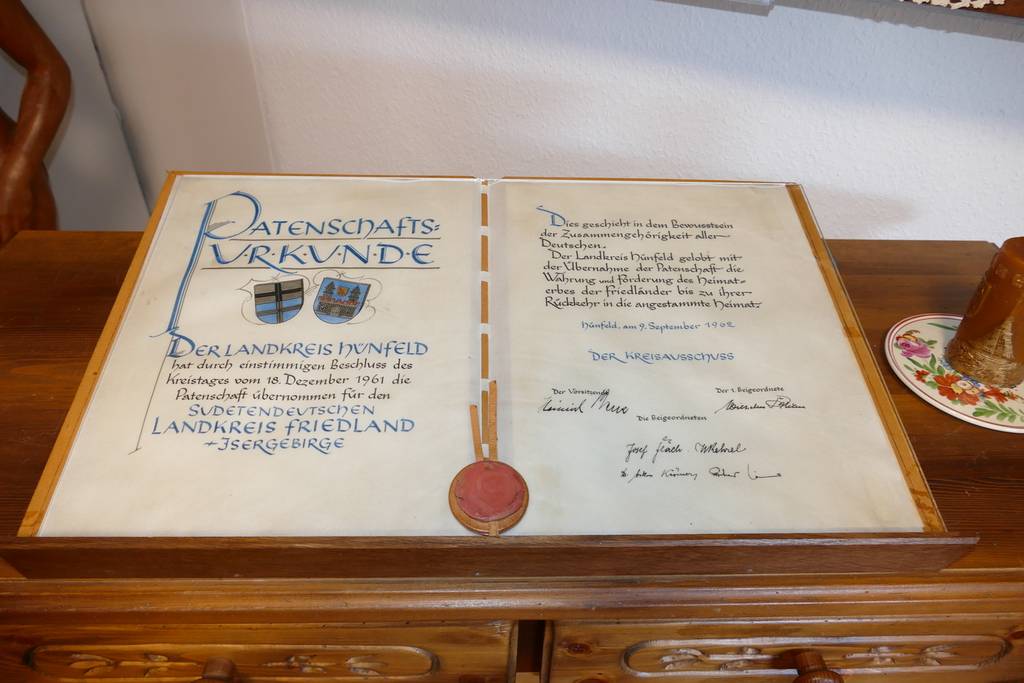 PATENSCHAFTS-
U·R·K·U·N·D·E
DER LANDKREIS HÜNFELD
hat durch einstimmigen Beschluss des
Kreistages vom 18. Dezember 1961 die
Patenschaft übernommen für den
SUDETENDEUTSCHEN
LANDKREIS FRIEDLAND
+ISERGEBIRGE
Dies geschieht in dem Bewusstsein
der Zusammengehörigkeit aller
Deutschen.
Der Landkreis Hünfeld gelobt mit
der Übernahme der Patenschaft die
Wahrung und Förderung des Heimat-
erbes der Friedländer bis zu ihrer
Rückkehr in die angestammte Heimat.
Hünfeld, am 9. September 1962
DER KREISAUSSCHUSS
Der Vorsitzende
Der 1. Beigeordnete
Die Beigeordneten
Josef